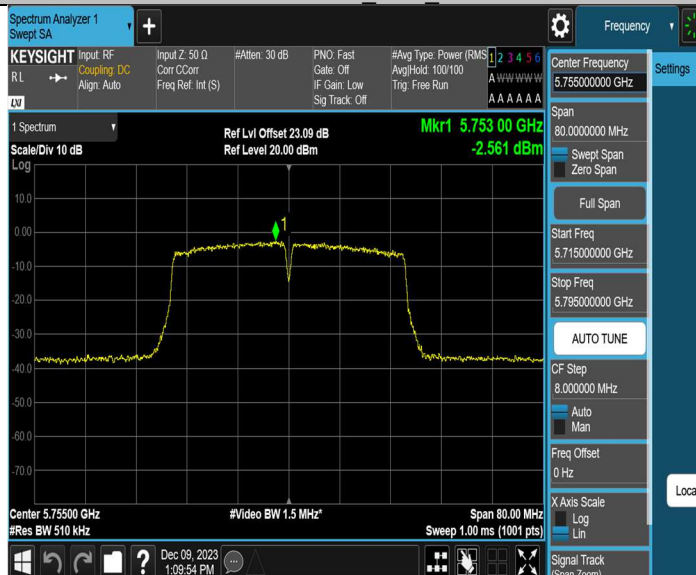 Spectrum Analyzer 1
Swept SA
+
Frequency
KEYSIGHT
RL
LXI
Input: RF
Coupling: DC
Align: Auto
Input Z: 50 Ω
Corr CCorr
Freq Ref: Int (S)
#Atten: 30 dB
PNO: Fast
Gate: Off
IF Gain: Low
Sig Track: Off
#Avg Type: Power (RMS
Avg|Hold: 100/100
Trig: Free Run
1 2 3 4 5 6
A W W W W W
A A A A A A
1 Spectrum
Scale/Div 10 dB
Log
Ref Lvl Offset 23.09 dB
Ref Level 20.00 dBm
Mkr1 5.753 00 GHz
-2.561 dBm
1
10.0
0.00
-10.0
-20.0
-30.0
-40.0
-50.0
-60.0
-70.0
Center 5.75500 GHz
#Res BW 510 kHz
#Video BW 1.5 MHz*
Span 80.00 MHz
Sweep 1.00 ms (1001 pts)
Dec 09, 2023
1:09:54 PM
?
Center Frequency
5.755000000 GHz
Settings
Span
80.0000000 MHz
Swept Span
Zero Span
Full Span
Start Freq
5.715000000 GHz
Stop Freq
5.795000000 GHz
AUTO TUNE
CF Step
8.000000 MHz
Auto
Man
Freq Offset
0 Hz
X Axis Scale
Log
Lin
Loca
Signal Track
(Span Zoom)